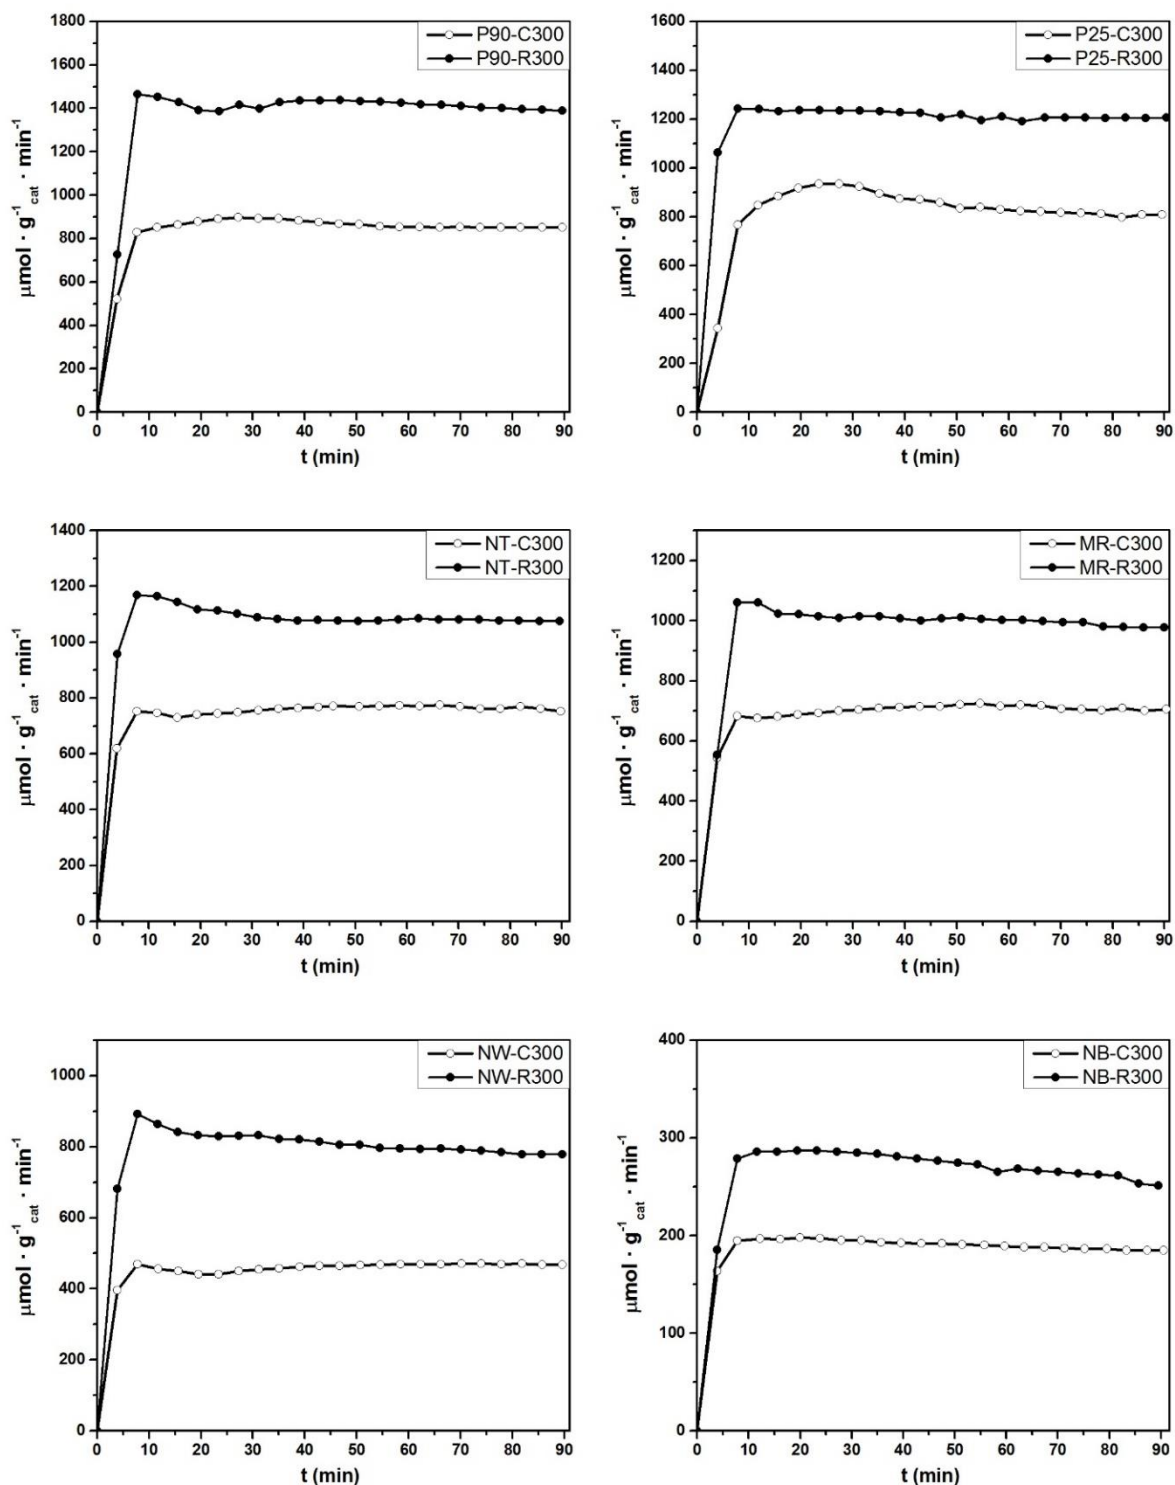 P90-C300
P90-R300
1800
1600
1400
1200
1000
800
600
400
200
0
μmol · g⁻¹cat · min⁻¹
0 10 20 30 40 50 60 70 80 90
t (min)
P25-C300
P25-R300
1600
1400
1200
1000
800
600
400
200
0
μmol · g⁻¹cat · min⁻¹
0 10 20 30 40 50 60 70 80 90
t (min)
NT-C300
NT-R300
1400
1200
1000
800
600
400
200
0
μmol · g⁻¹cat · min⁻¹
0 10 20 30 40 50 60 70 80 90
t (min)
MR-C300
MR-R300
1200
1000
800
600
400
200
0
μmol · g⁻¹cat · min⁻¹
0 10 20 30 40 50 60 70 80 90
t (min)
NW-C300
NW-R300
1000
800
600
400
200
0
μmol · g⁻¹cat · min⁻¹
0 10 20 30 40 50 60 70 80 90
t (min)
NB-C300
NB-R300
400
300
200
100
0
μmol · g⁻¹cat · min⁻¹
0 10 20 30 40 50 60 70 80 90
t (min)